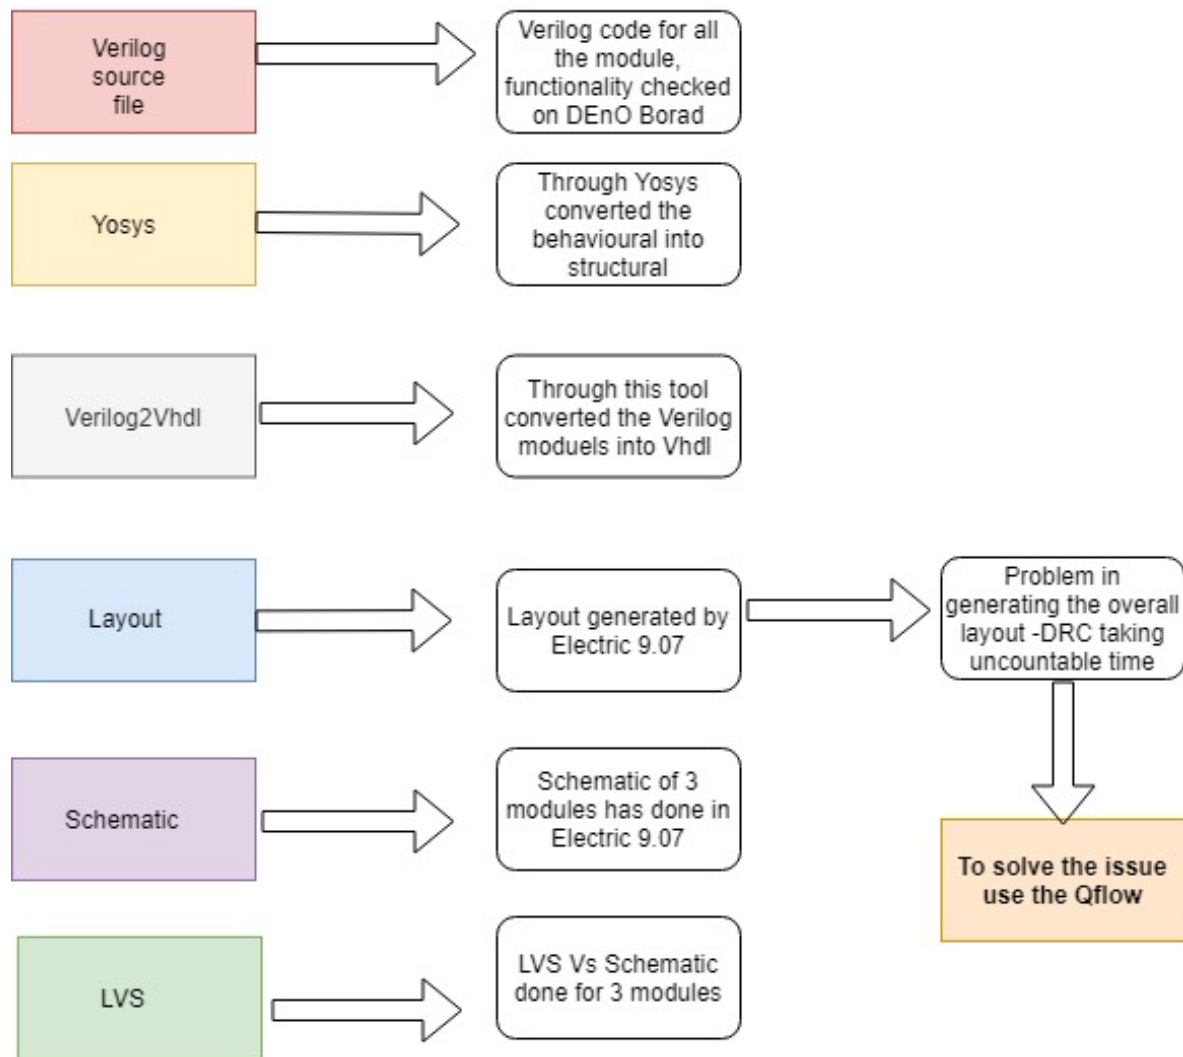 Verilog
source
file
Verilog code for all
the module,
functionality checked
on DEnO Borad
Yosys
Through Yosys
converted the
behavioural into
structural
Verilog2Vhdl
Through this tool
converted the Verilog
moduels into Vhdl
Layout
Layout generated by
Electric 9.07
Problem in
generating the overall
layout -DRC taking
uncountable time
Schematic
Schematic of 3
modules has done in
Electric 9.07
To solve the issue
use the Qflow
LVS
LVS Vs Schematic
done for 3 modules